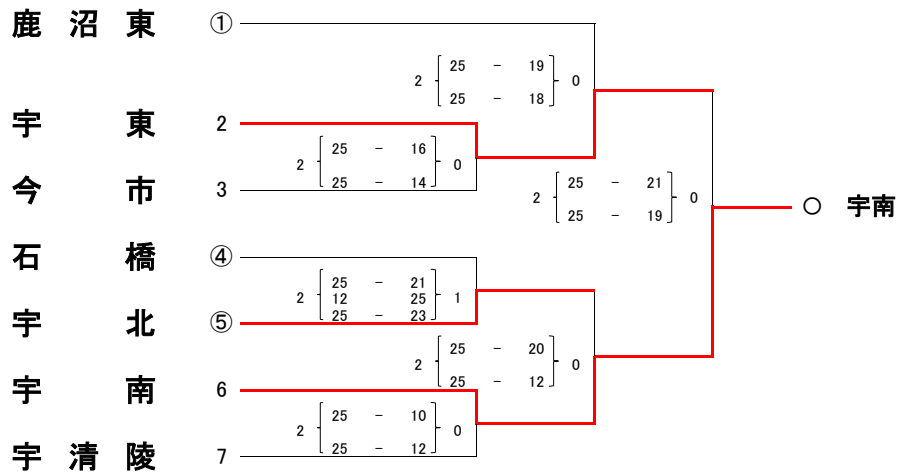 鹿沼東 ①
2 25 - 19 0
25 - 18
宇東 2
2 25 - 16 0
25 - 14
今市 3
2 25 - 21 0
25 - 19
○ 宇南
石橋 ④
25 - 21
2 12 25 1
25 - 23
宇北 ⑤
2 25 - 20 0
25 - 12
宇南 6
2 25 - 10 0
25 - 12
宇清陵 7